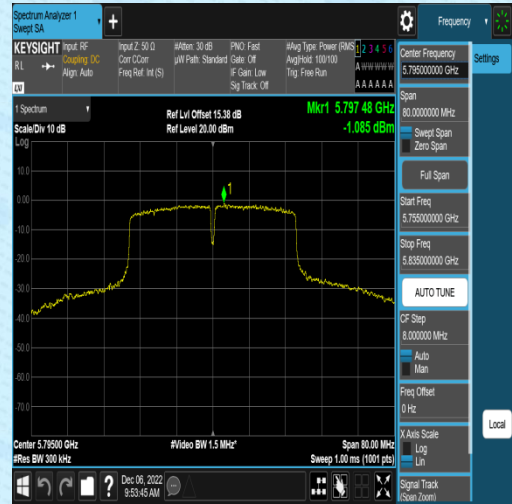 Spectrum Analyzer 1
Swept SA
+
Frequency
KEYSIGHT
RL
LXI
Input: RF
Coupling: DC
Align: Auto
Input Z: 50 Ω
Corr CCorr
Freq Ref: Int (S)
#Atten: 30 dB
µW Path: Standard
PNO: Fast
Gate: Off
IF Gain: Low
Sig Track: Off
#Avg Type: Power (RMS)
Avg|Hold: 100/100
Trig: Free Run
1 2 3 4 5 6
A W W W W W
A A A A A A
1 Spectrum
Scale/Div 10 dB
Ref Lvl Offset 15.38 dB
Ref Level 20.00 dBm
Mkr1 5.797 48 GHz
-1.085 dBm
Log
10.0
0.00
-10.0
-20.0
-30.0
-40.0
-50.0
-60.0
-70.0
1
Center 5.79500 GHz
#Res BW 300 kHz
#Video BW 1.5 MHz*
Span 80.00 MHz
Sweep 1.00 ms (1001 pts)
Dec 06, 2022
9:53:45 AM
?
Center Frequency
5.795000000 GHz
Settings
Span
80.0000000 MHz
Swept Span
Zero Span
Full Span
Start Freq
5.755000000 GHz
Stop Freq
5.835000000 GHz
AUTO TUNE
CF Step
8.000000 MHz
Auto
Man
Freq Offset
0 Hz
X Axis Scale
Log
Lin
Local
Signal Track
(Span Zoom)